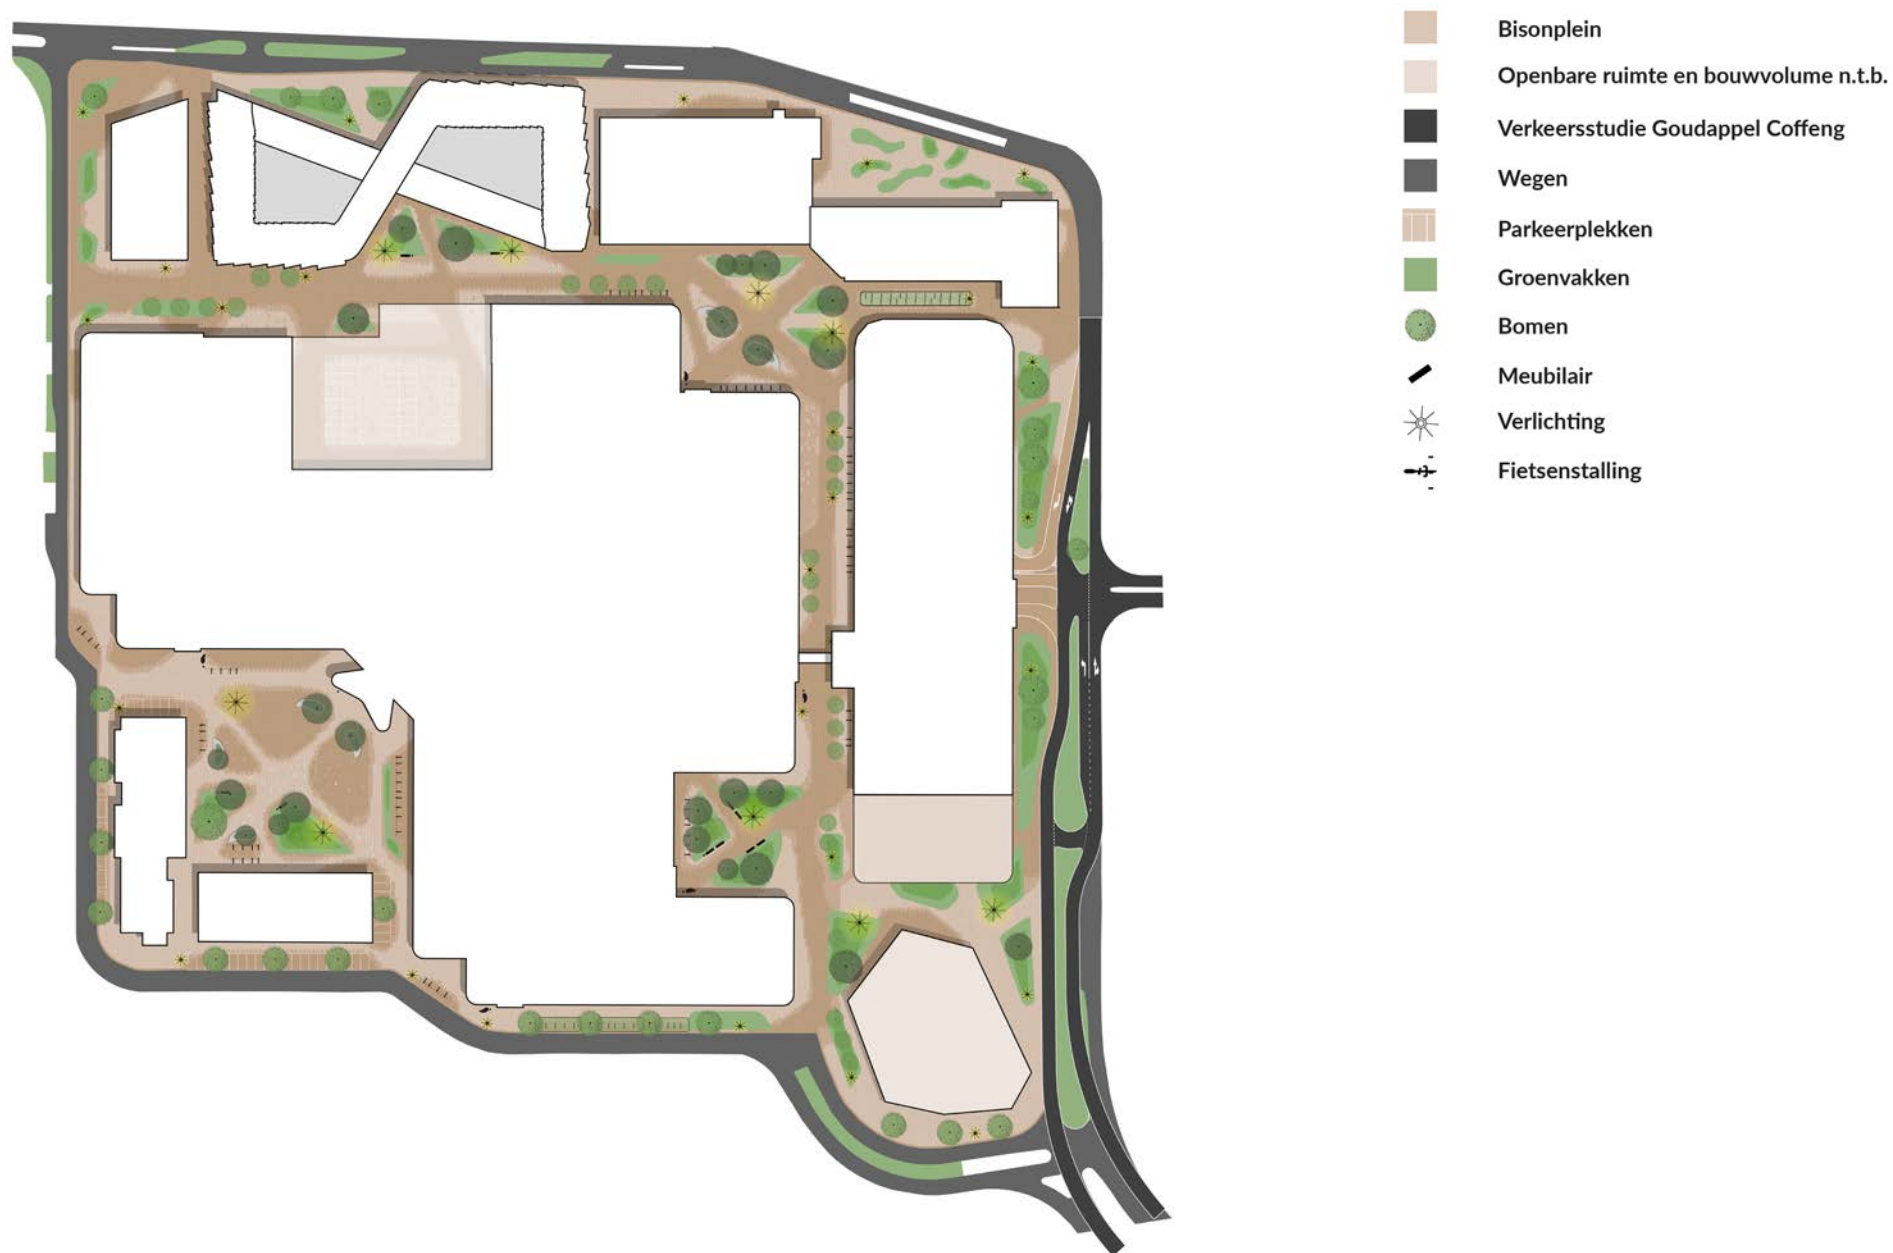 Bisonplein
Openbare ruimte en bouwvolume n.t.b.
Verkeersstudie Goudappel Coffeng
Wegen
Parkeerplekken
Groenvakken
Bomen
Meubilair
Verlichting
Fietsenstalling